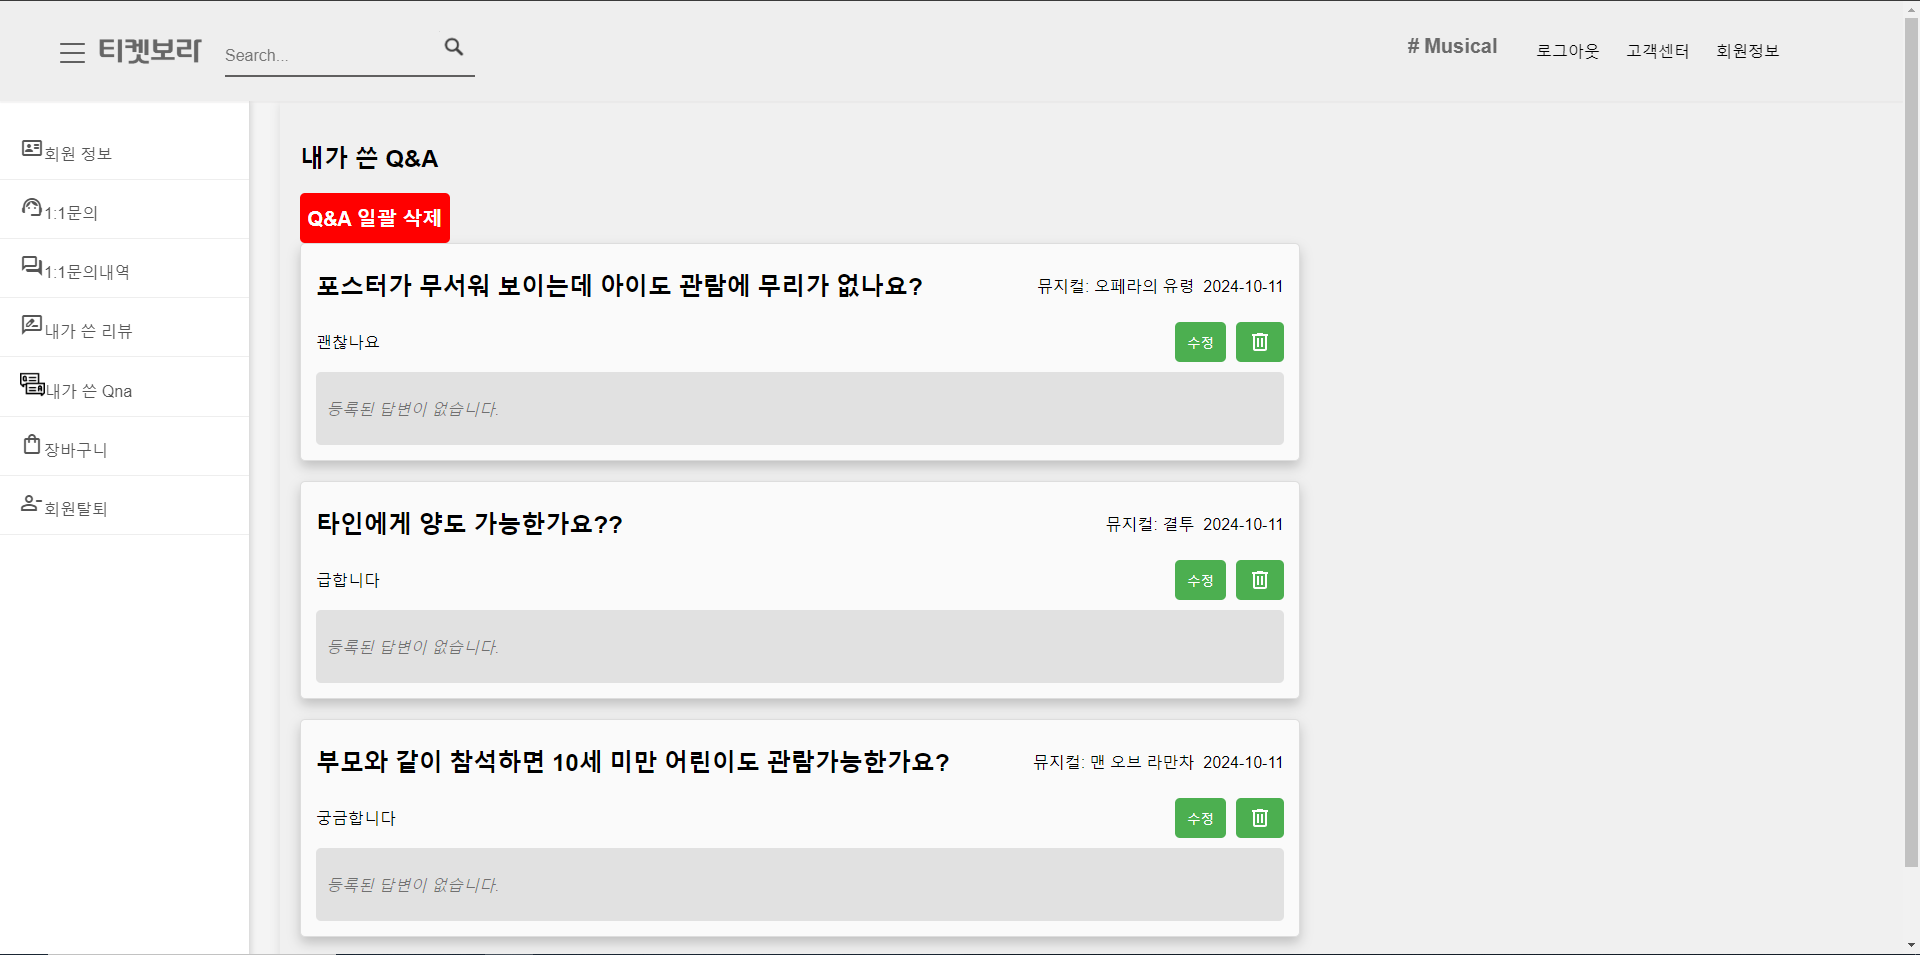 티켓보라
Search...
# Musical
로그아웃 고객센터 회원정보
회원 정보
1:1문의
1:1문의내역
내가 쓴 리뷰
내가 쓴 Qna
장바구니
회원탈퇴
내가 쓴 Q&A
Q&A 일괄 삭제
포스터가 무서워 보이는데 아이도 관람에 무리가 없나요?
뮤지컬: 오페라의 유령 2024-10-11
괜찮나요
수정
등록된 답변이 없습니다.
타인에게 양도 가능한가요??
뮤지컬: 결투 2024-10-11
급합니다
수정
등록된 답변이 없습니다.
부모와 같이 참석하면 10세 미만 어린이도 관람가능한가요?
뮤지컬: 맨 오브 라만차 2024-10-11
궁금합니다
수정
등록된 답변이 없습니다.